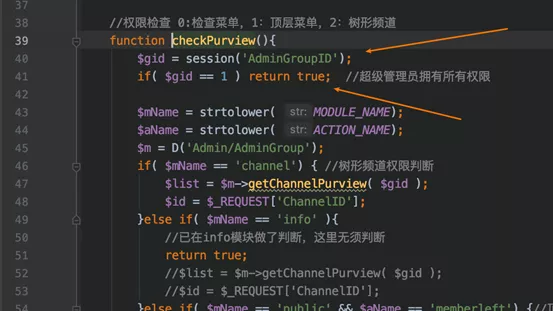 37
38 //权限检查 0:检查菜单，1：顶层菜单，2：树形频道
39 function checkPurview(){
40 $gid = session('AdminGroupID');
41 if( $gid == 1 ) return true; //超级管理员拥有所有权限
42
43 $mName = strtolower( str: MODULE_NAME);
44 $aName = strtolower( str: ACTION_NAME);
45 $m = D('Admin/AdminGroup');
46 if( $mName == 'channel') { //树形频道权限判断
47 $list = $m->getChannelPurview( $gid );
48 $id = $_REQUEST['ChannelID'];
49 }else if( $mName == 'info' ){
50 //已在info模块做了判断，这里无须判断
51 return true;
52 //$list = $m->getChannelPurview( $gid );
53 //$id = $_REQUEST['ChannelID'];
54 }else if( $mName == 'public' && $aName == 'memberleft') {//